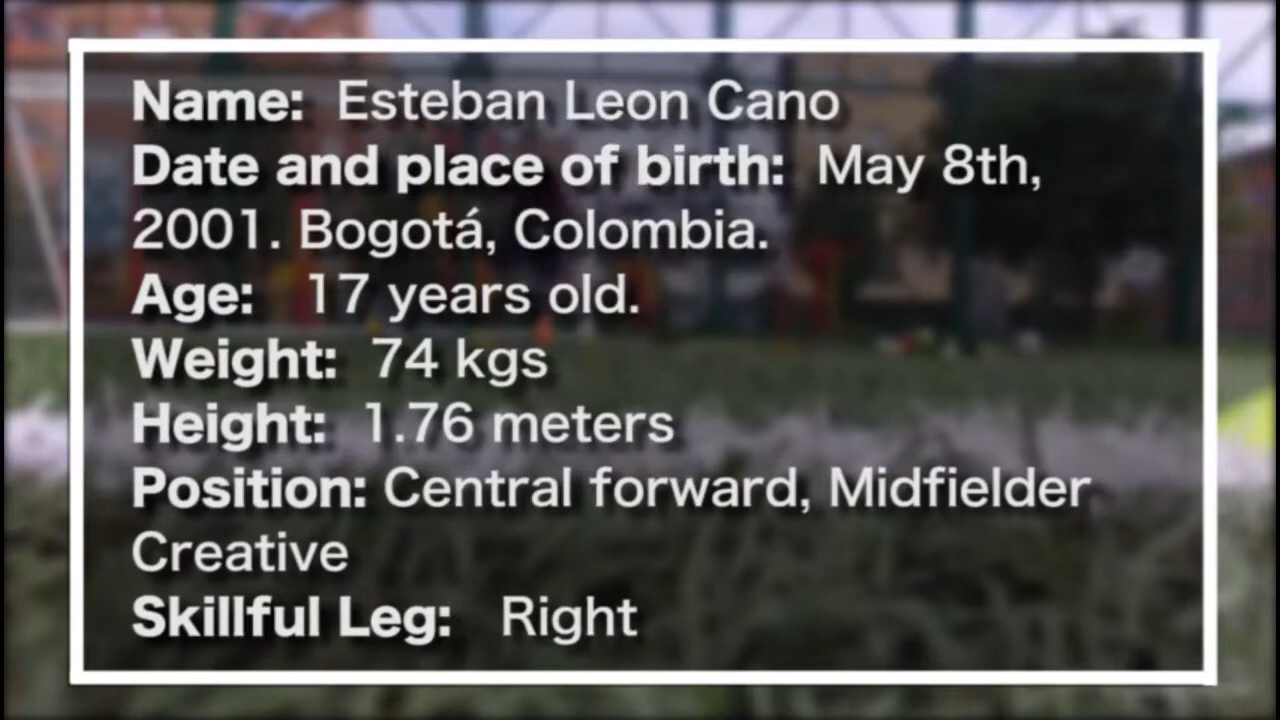 Name: Esteban Leon Cano
Date and place of birth: May 8th,
2001. Bogotá, Colombia.
Age: 17 years old.
Weight: 74 kgs
Height: 1.76 meters
Position: Central forward, Midfielder
Creative
Skillful Leg: Right